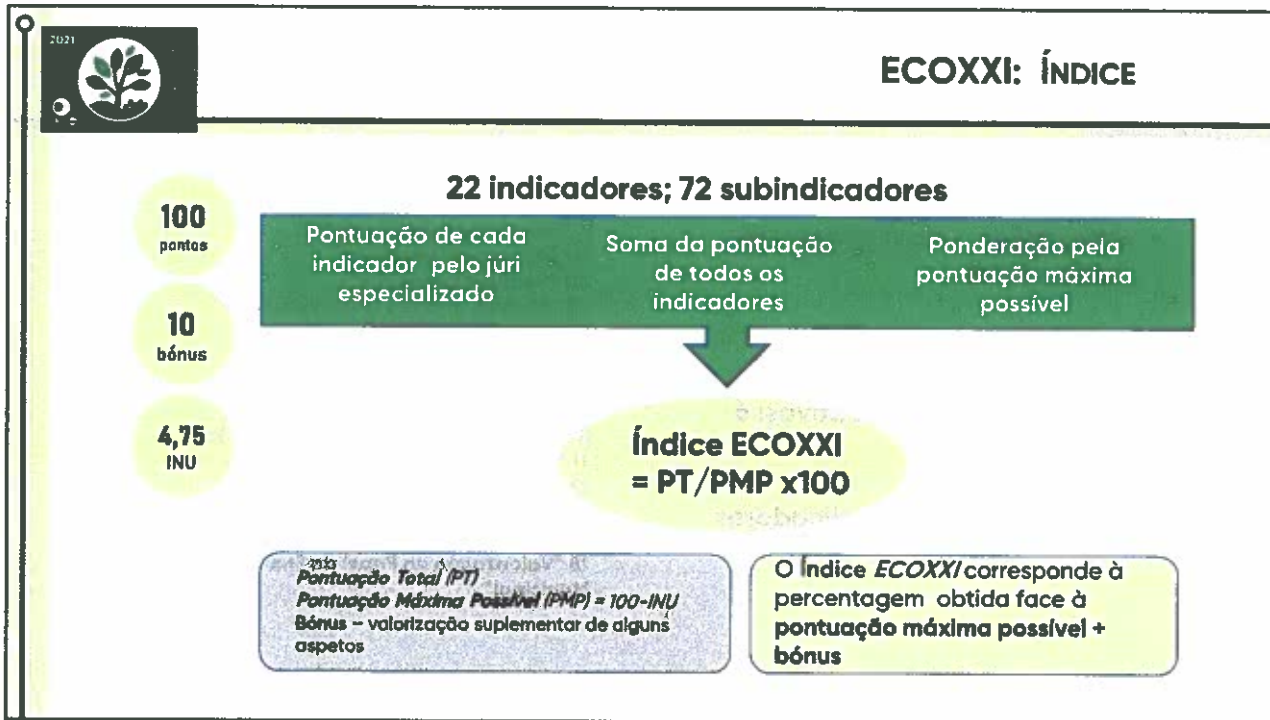 2021
ECOXXI: ÍNDICE
22 indicadores; 72 subindicadores
100
pontos
10
bónus
4,75
INU
Pontuação de cada
indicador pelo júri
especializado
Soma da pontuação
de todos os
indicadores
Ponderação pela
pontuação máxima
possível
Índice ECOXXI
= PT/PMP x100
Pontuação Total (PT)
Pontuação Máxima Possível (PMP) = 100-INU
Bónus – valorização suplementar de alguns
aspetos
O Índice ECOXXI corresponde à
percentagem obtida face à
pontuação máxima possível +
bónus